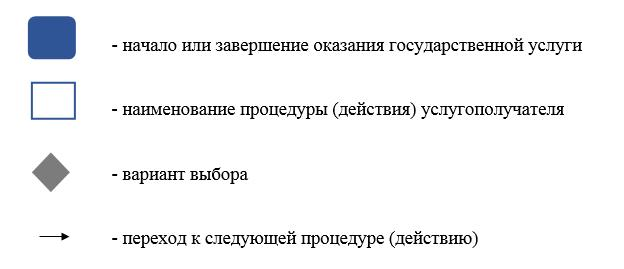 - начало или завершение оказания государственной услуги
- наименование процедуры (действия) услугополучателя
- вариант выбора
- переход к следующей процедуре (действию)